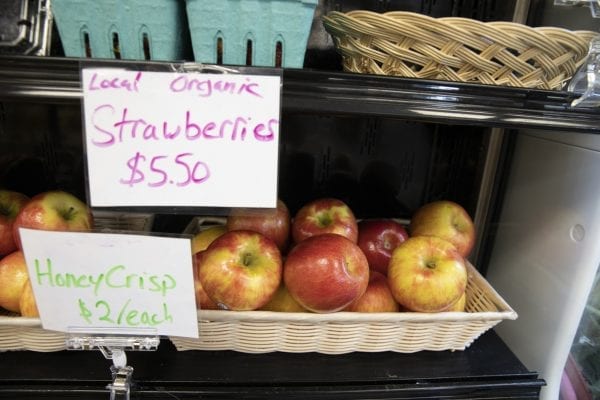 Local Organic
Strawberries
$5.50
HoneyCrisp
$2/each